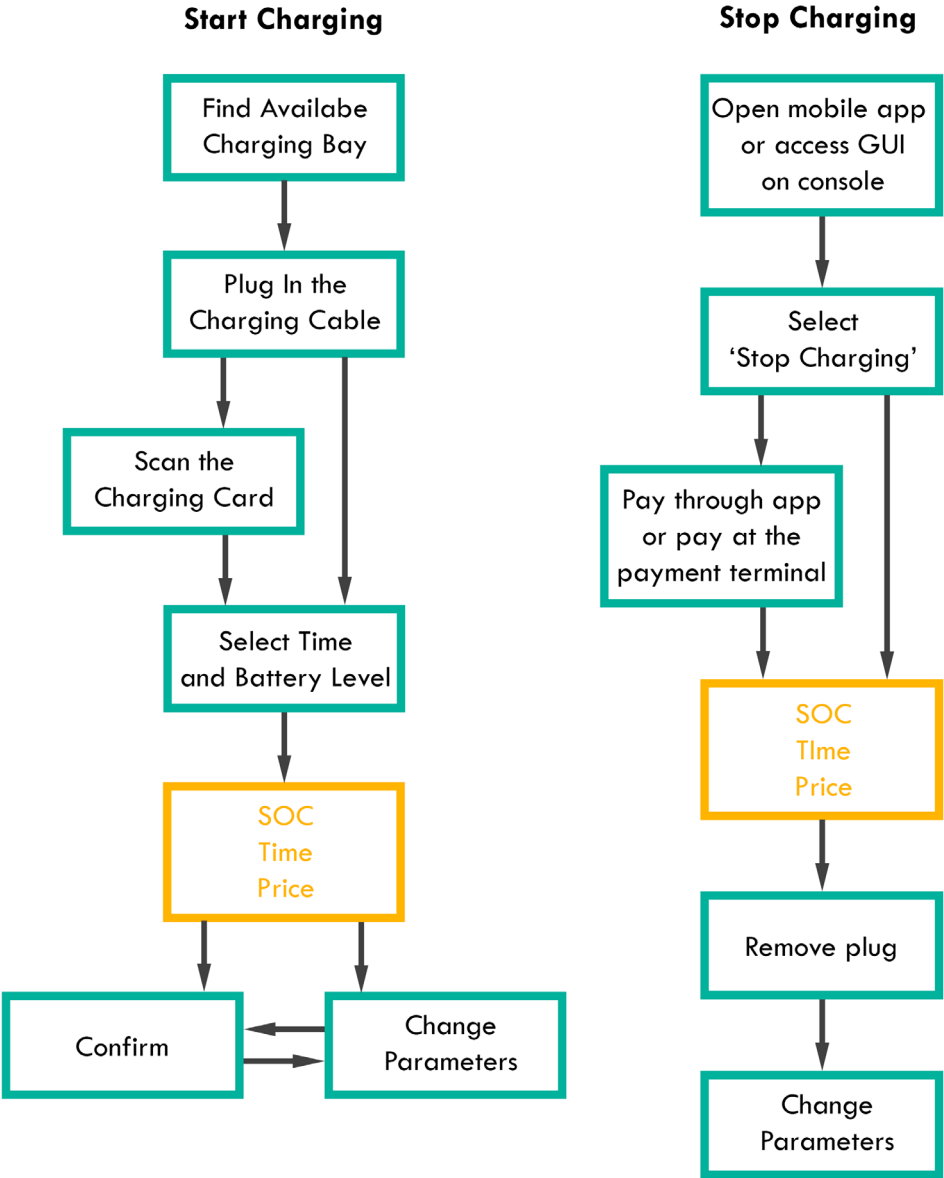 Start Charging
Find Availabe
Charging Bay
Plug In the
Charging Cable
Scan the
Charging Card
Select Time
and Battery Level
SOC
Time
Price
Confirm
Change
Parameters
Stop Charging
Open mobile app
or access GUI
on console
Select
‘Stop Charging’
Pay through app
or pay at the
payment terminal
SOC
TIme
Price
Remove plug
Change
Parameters